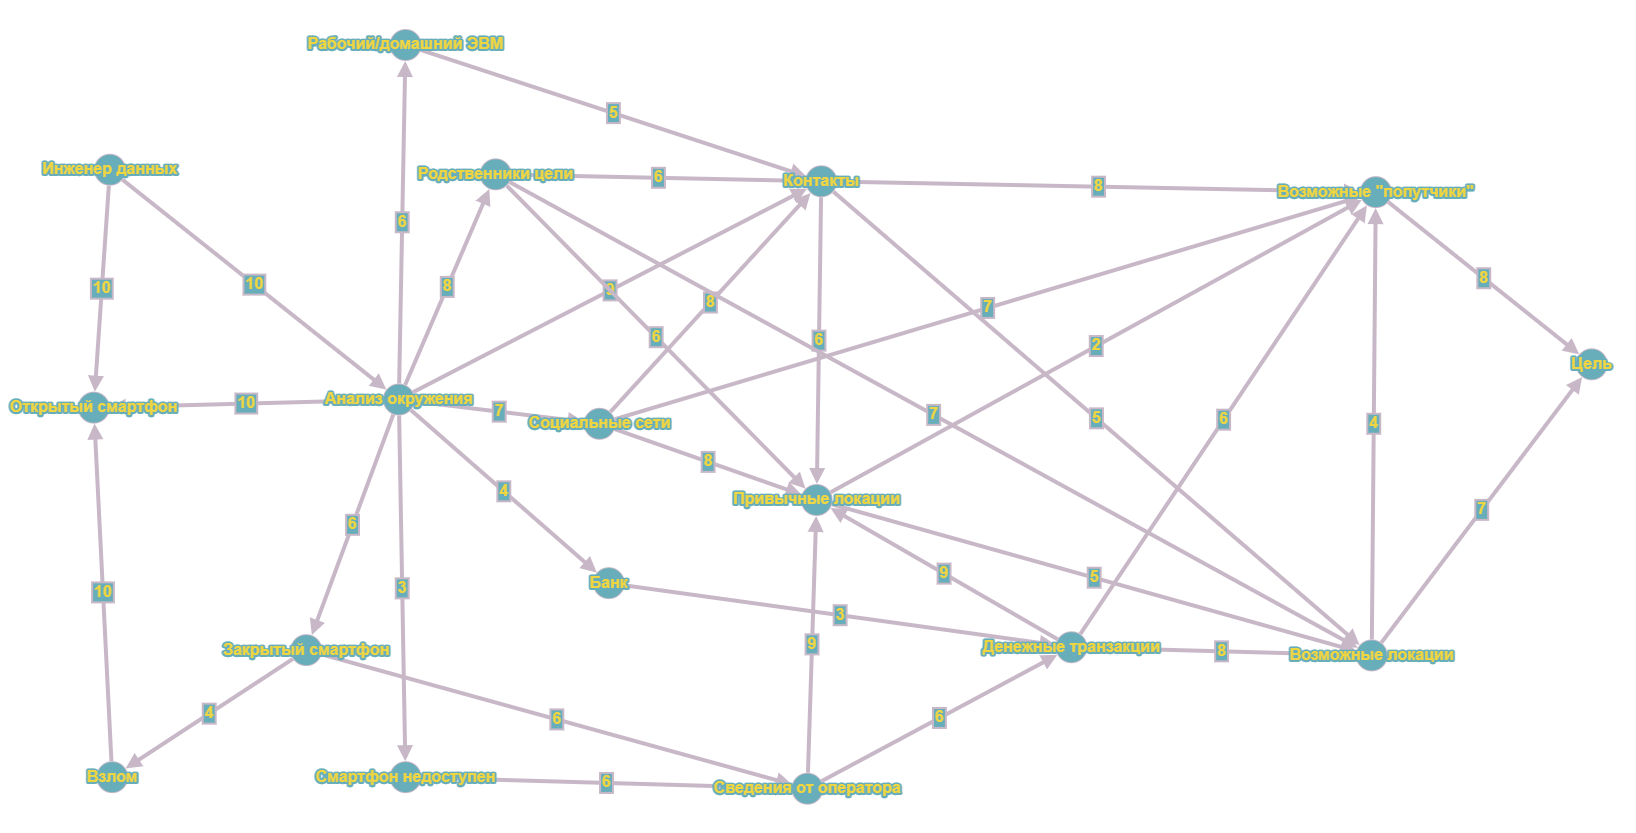 Рабочий/домашний ЭВМ
5
Инженер данных
Родственники цели
6
Контакты
8
Возможные "попутчики"
6
8
10
10
8
9
8
7
6
6
2
Цель
Открытый смартфон
10
Анализ окружения
7
Социальные сети
7
5
6
4
8
4
Привычные локации
7
6
9
5
Банк
3
10
3
9
Закрытый смартфон
Денежные транзакции
8
Возможные локации
4
6
6
Взлом
Смартфон недоступен
6
Сведения от оператора